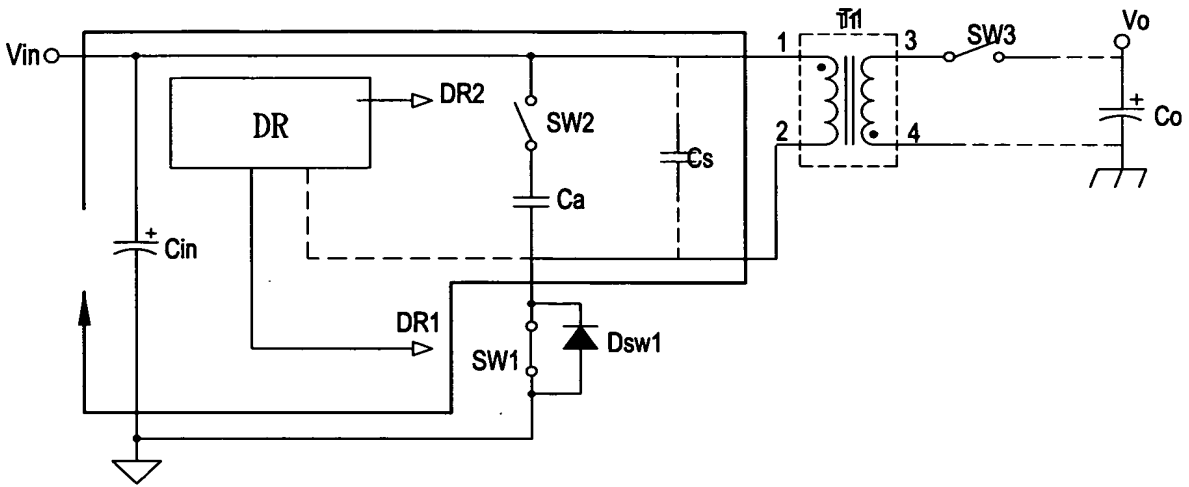 T1
Vo
Vin
1
3
SW3
DR2
DR
SW2
+
Co
2
4
Cs
Ca
+
Cin
DR1
SW1
Dsw1